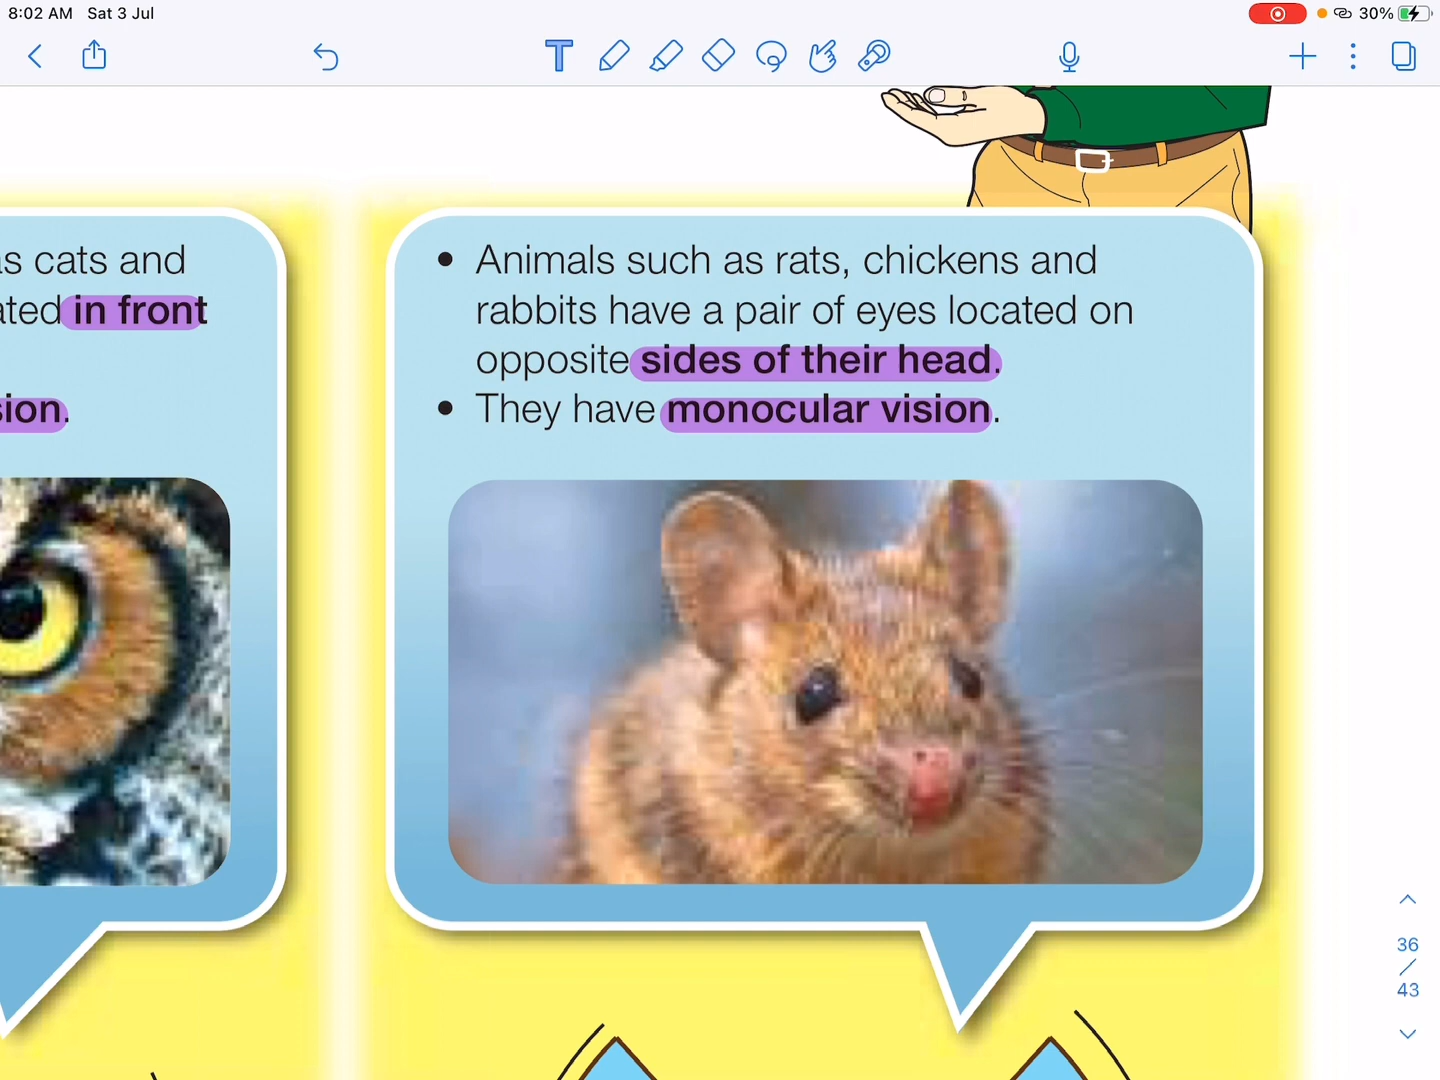 8:02 AM Sat 3 Jul
30%
T
s cats and
ated in front
sion.
• Animals such as rats, chickens and
rabbits have a pair of eyes located on
opposite sides of their head.
• They have monocular vision.
36
/
43